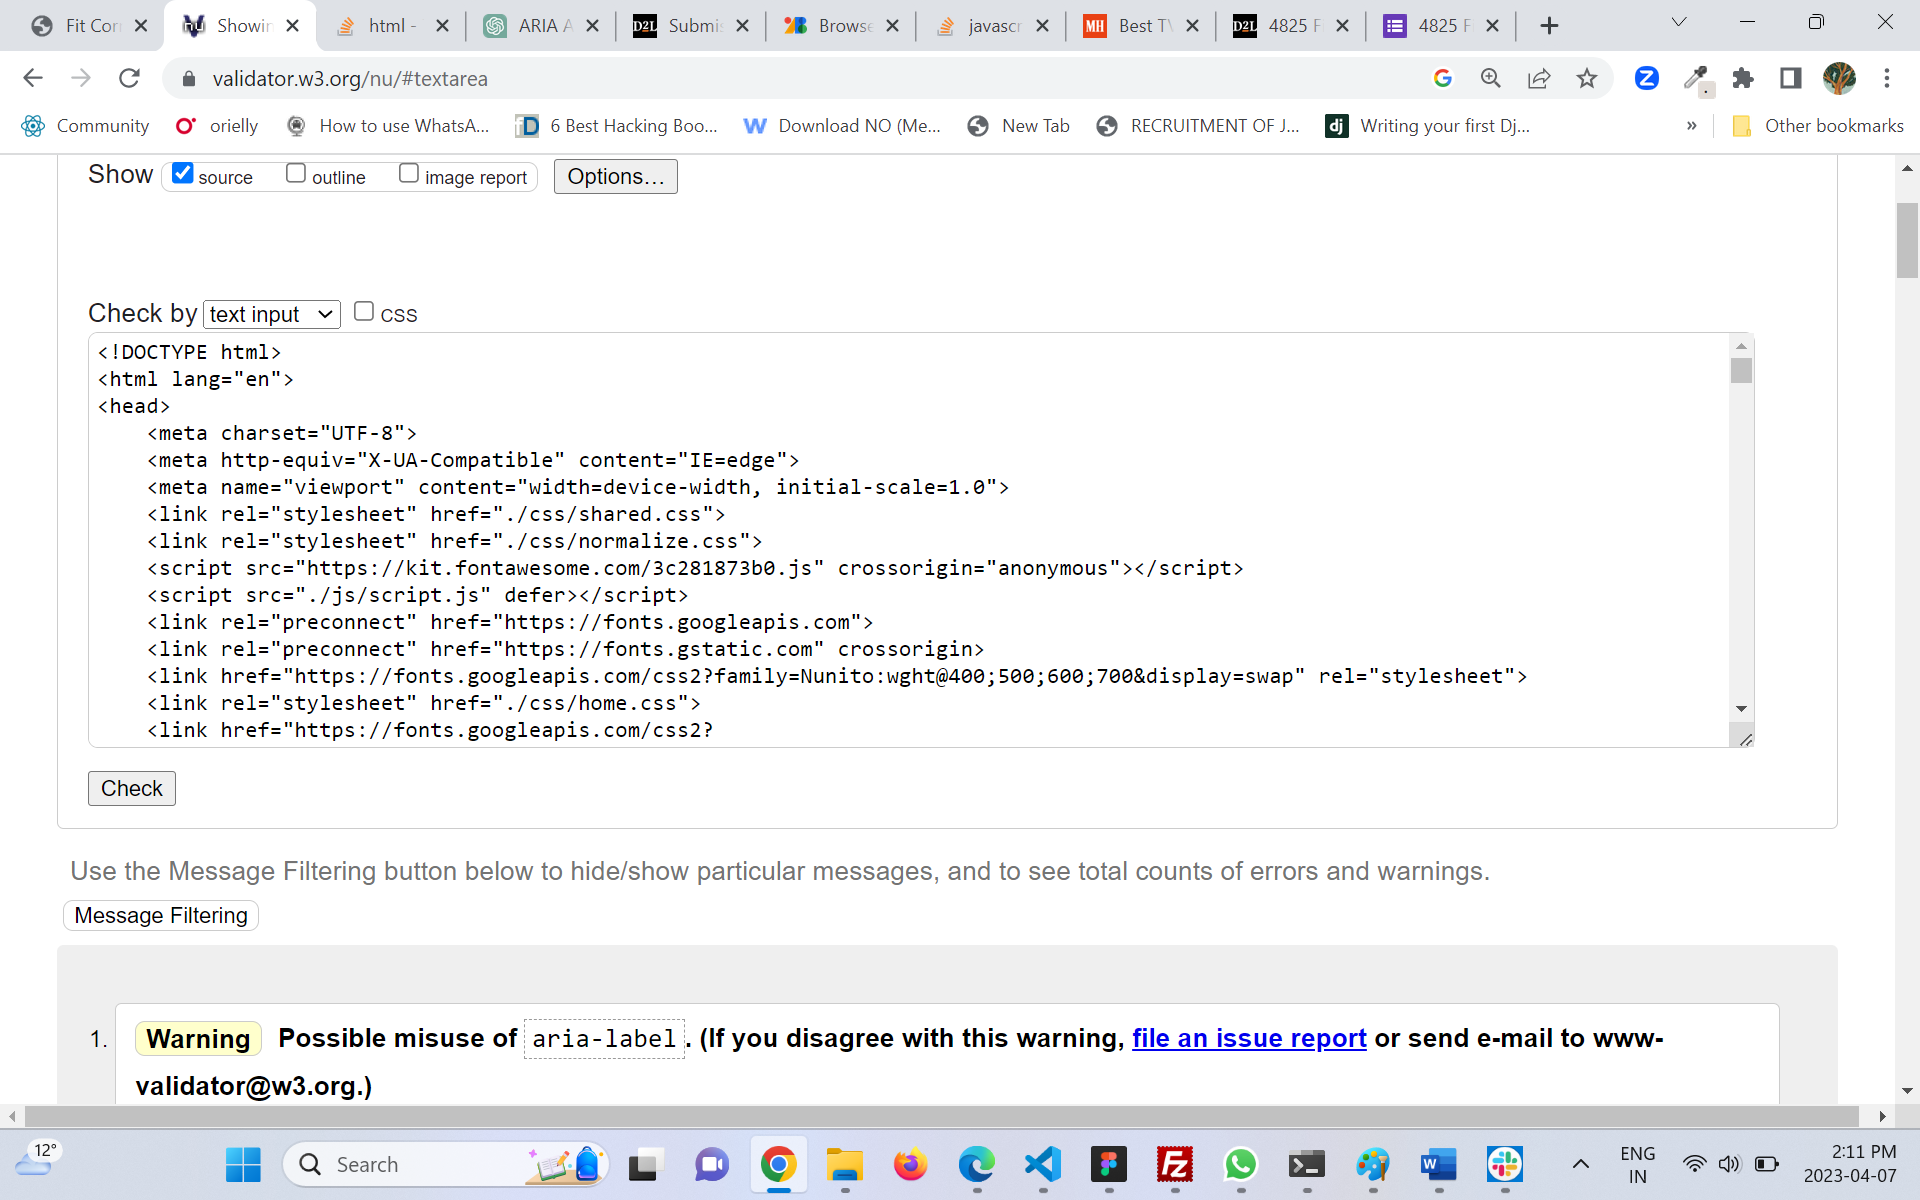 Fit Cor
Showin
html -
ARIA A
D2L
Submis
Browse
javascr
MH
Best T
D2L
4825 F
4825 F
validator.w3.org/nu/#textarea
Community
orielly
How to use WhatsA...
6 Best Hacking Boo...
Download NO (Me...
New Tab
RECRUITMENT OF J...
dj
Writing your first Dj...
»
Other bookmarks
Show
source
outline
image report
Options...
Check by
text input
css
<!DOCTYPE html>
<html lang="en">
<head>
    <meta charset="UTF-8">
    <meta http-equiv="X-UA-Compatible" content="IE=edge">
    <meta name="viewport" content="width=device-width, initial-scale=1.0">
    <link rel="stylesheet" href="./css/shared.css">
    <link rel="stylesheet" href="./css/normalize.css">
    <script src="https://kit.fontawesome.com/3c281873b0.js" crossorigin="anonymous"></script>
    <script src="./js/script.js" defer></script>
    <link rel="preconnect" href="https://fonts.googleapis.com">
    <link rel="preconnect" href="https://fonts.gstatic.com" crossorigin>
    <link href="https://fonts.googleapis.com/css2?family=Nunito:wght@400;500;600;700&display=swap" rel="stylesheet">
    <link rel="stylesheet" href="./css/home.css">
    <link href="https://fonts.googleapis.com/css2?
Check
Use the Message Filtering button below to hide/show particular messages, and to see total counts of errors and warnings.
Message Filtering
1. Warning Possible misuse of aria-label. (If you disagree with this warning, file an issue report or send e-mail to www-
validator@w3.org.)
12°
Search
ENG
IN
2:11 PM
2023-04-07